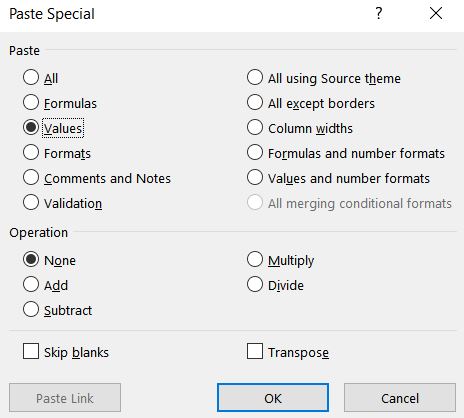 Paste Special ? ×
Paste
All
Formulas
Values
Formats
Comments and Notes
Validation
All using Source theme
All except borders
Column widths
Formulas and number formats
Values and number formats
All merging conditional formats
Operation
None
Add
Subtract
Multiply
Divide
Skip blanks
Transpose
Paste Link
OK
Cancel